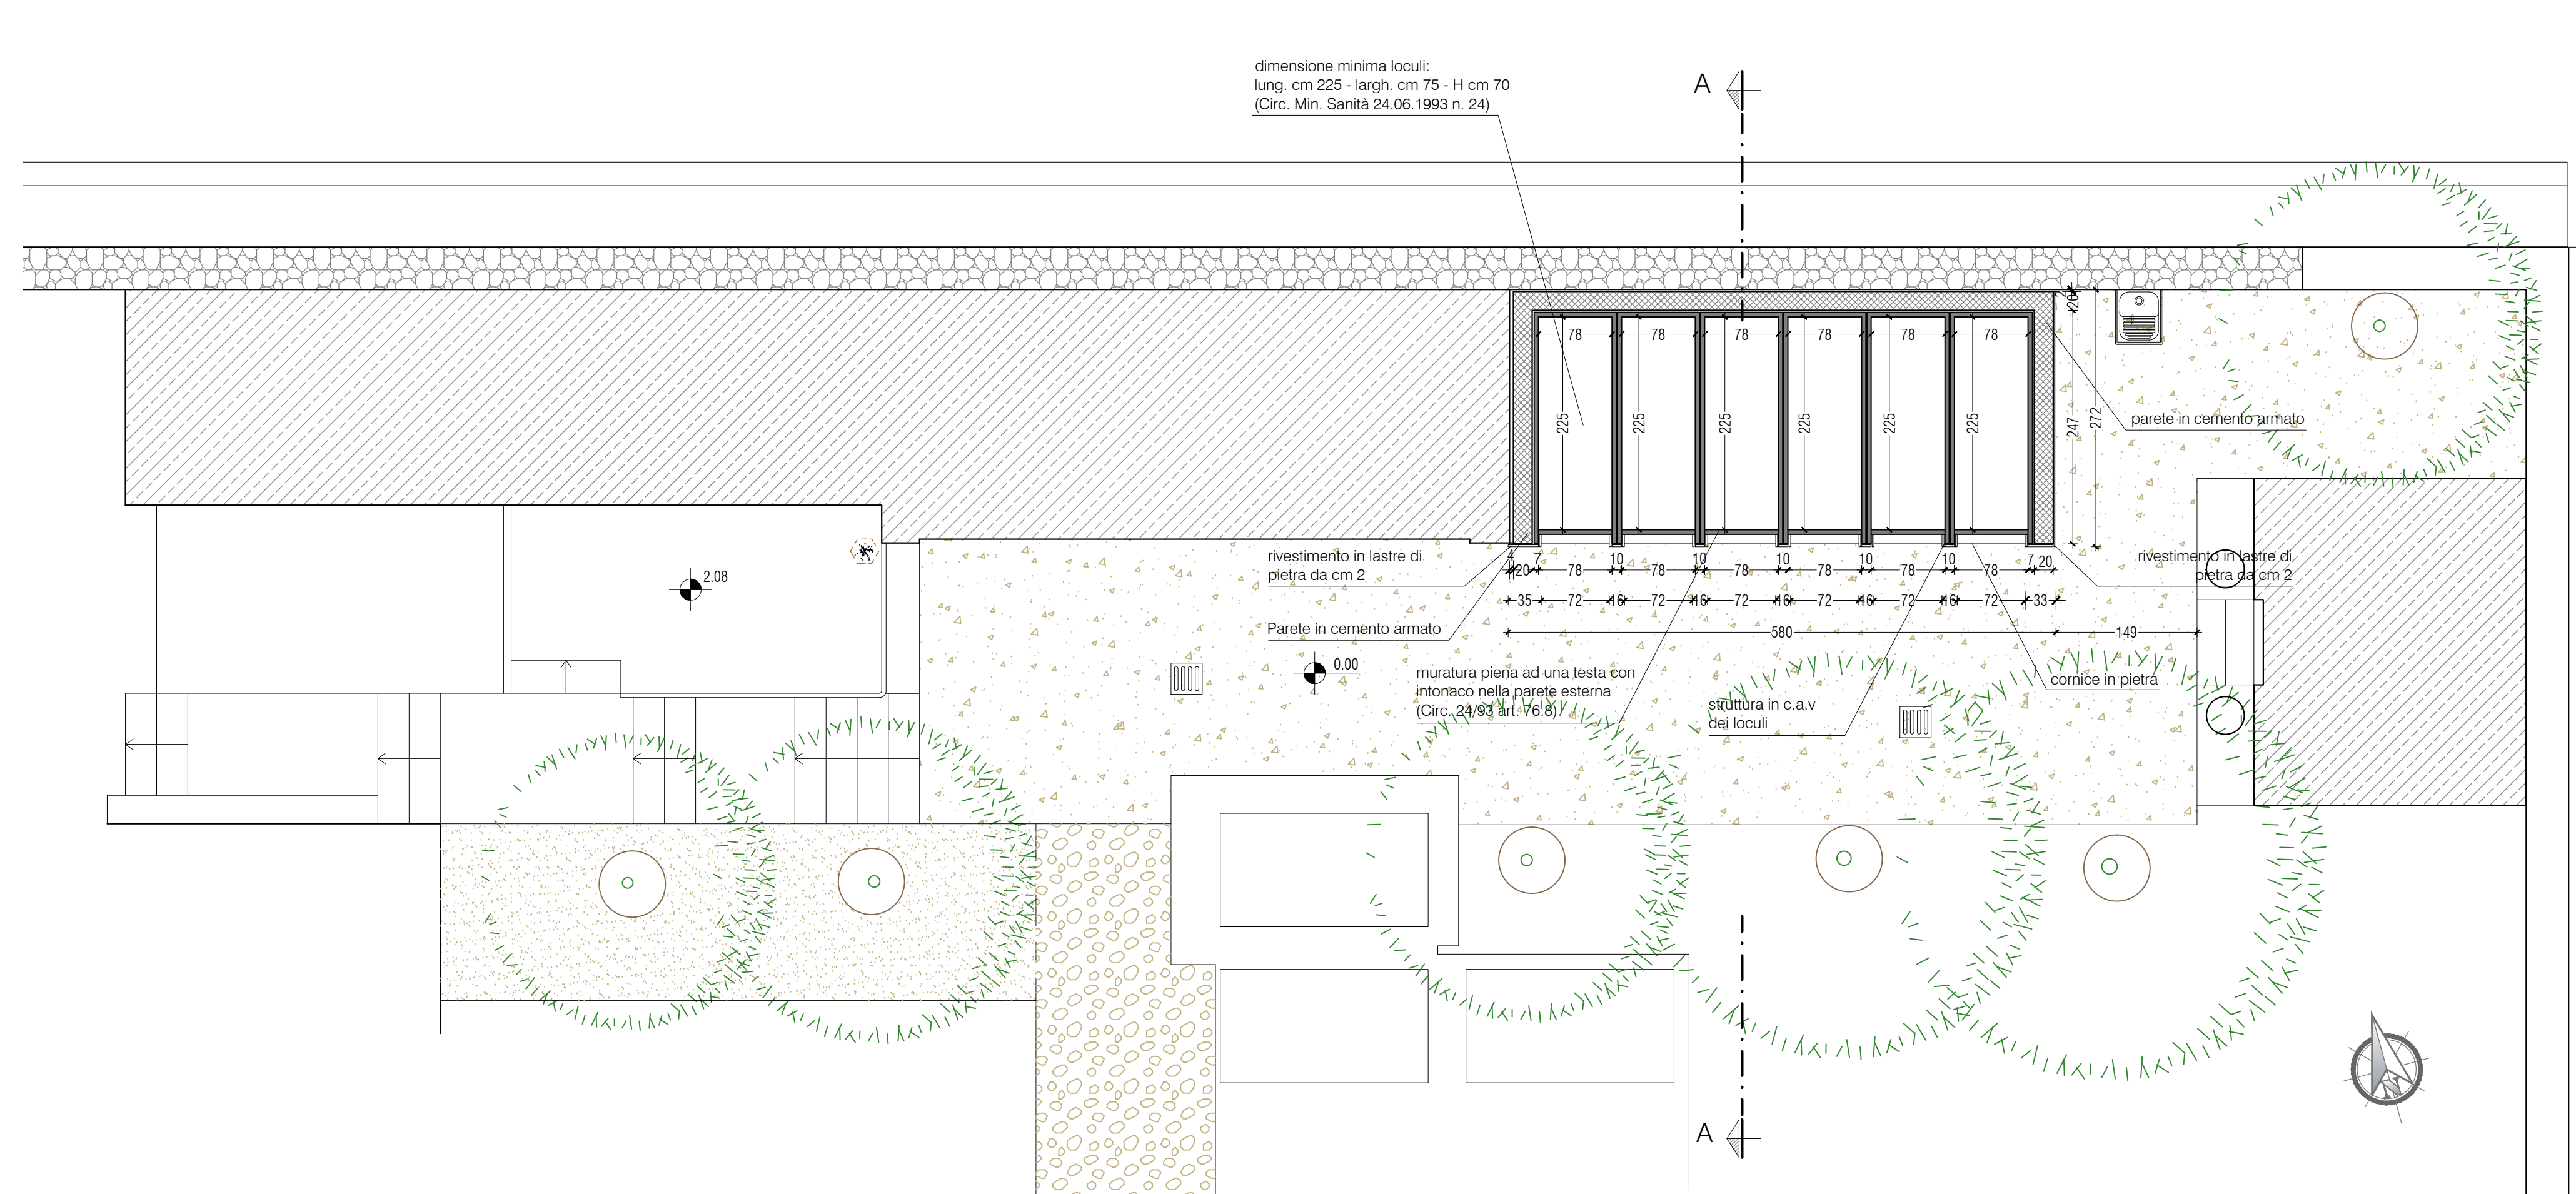 dimensione minima loculi:
lung. cm 225 - largh. cm 75 - H cm 70
(Circ. Min. Sanità 24.06.1993 n. 24)
A
2
20
78 78 78 78 78 78
225 225 225 225 225 225
247 272
parete in cemento armato
rivestimento in lastre di
pietra da cm 2
rivestimento in lastre di
pietra da cm 2
4 7 10 10 10 10 10 7
20 78 78 78 78 78 78 20
35 72 16 72 16 72 16 72 16 72 16 72 33
580 149
2.08
Parete in cemento armato
0.00
muratura piena ad una testa con
intonaco nella parete esterna
(Circ. 24/93 art. 76.8)
struttura in c.a.v
dei loculi
cornice in pietra
N
A